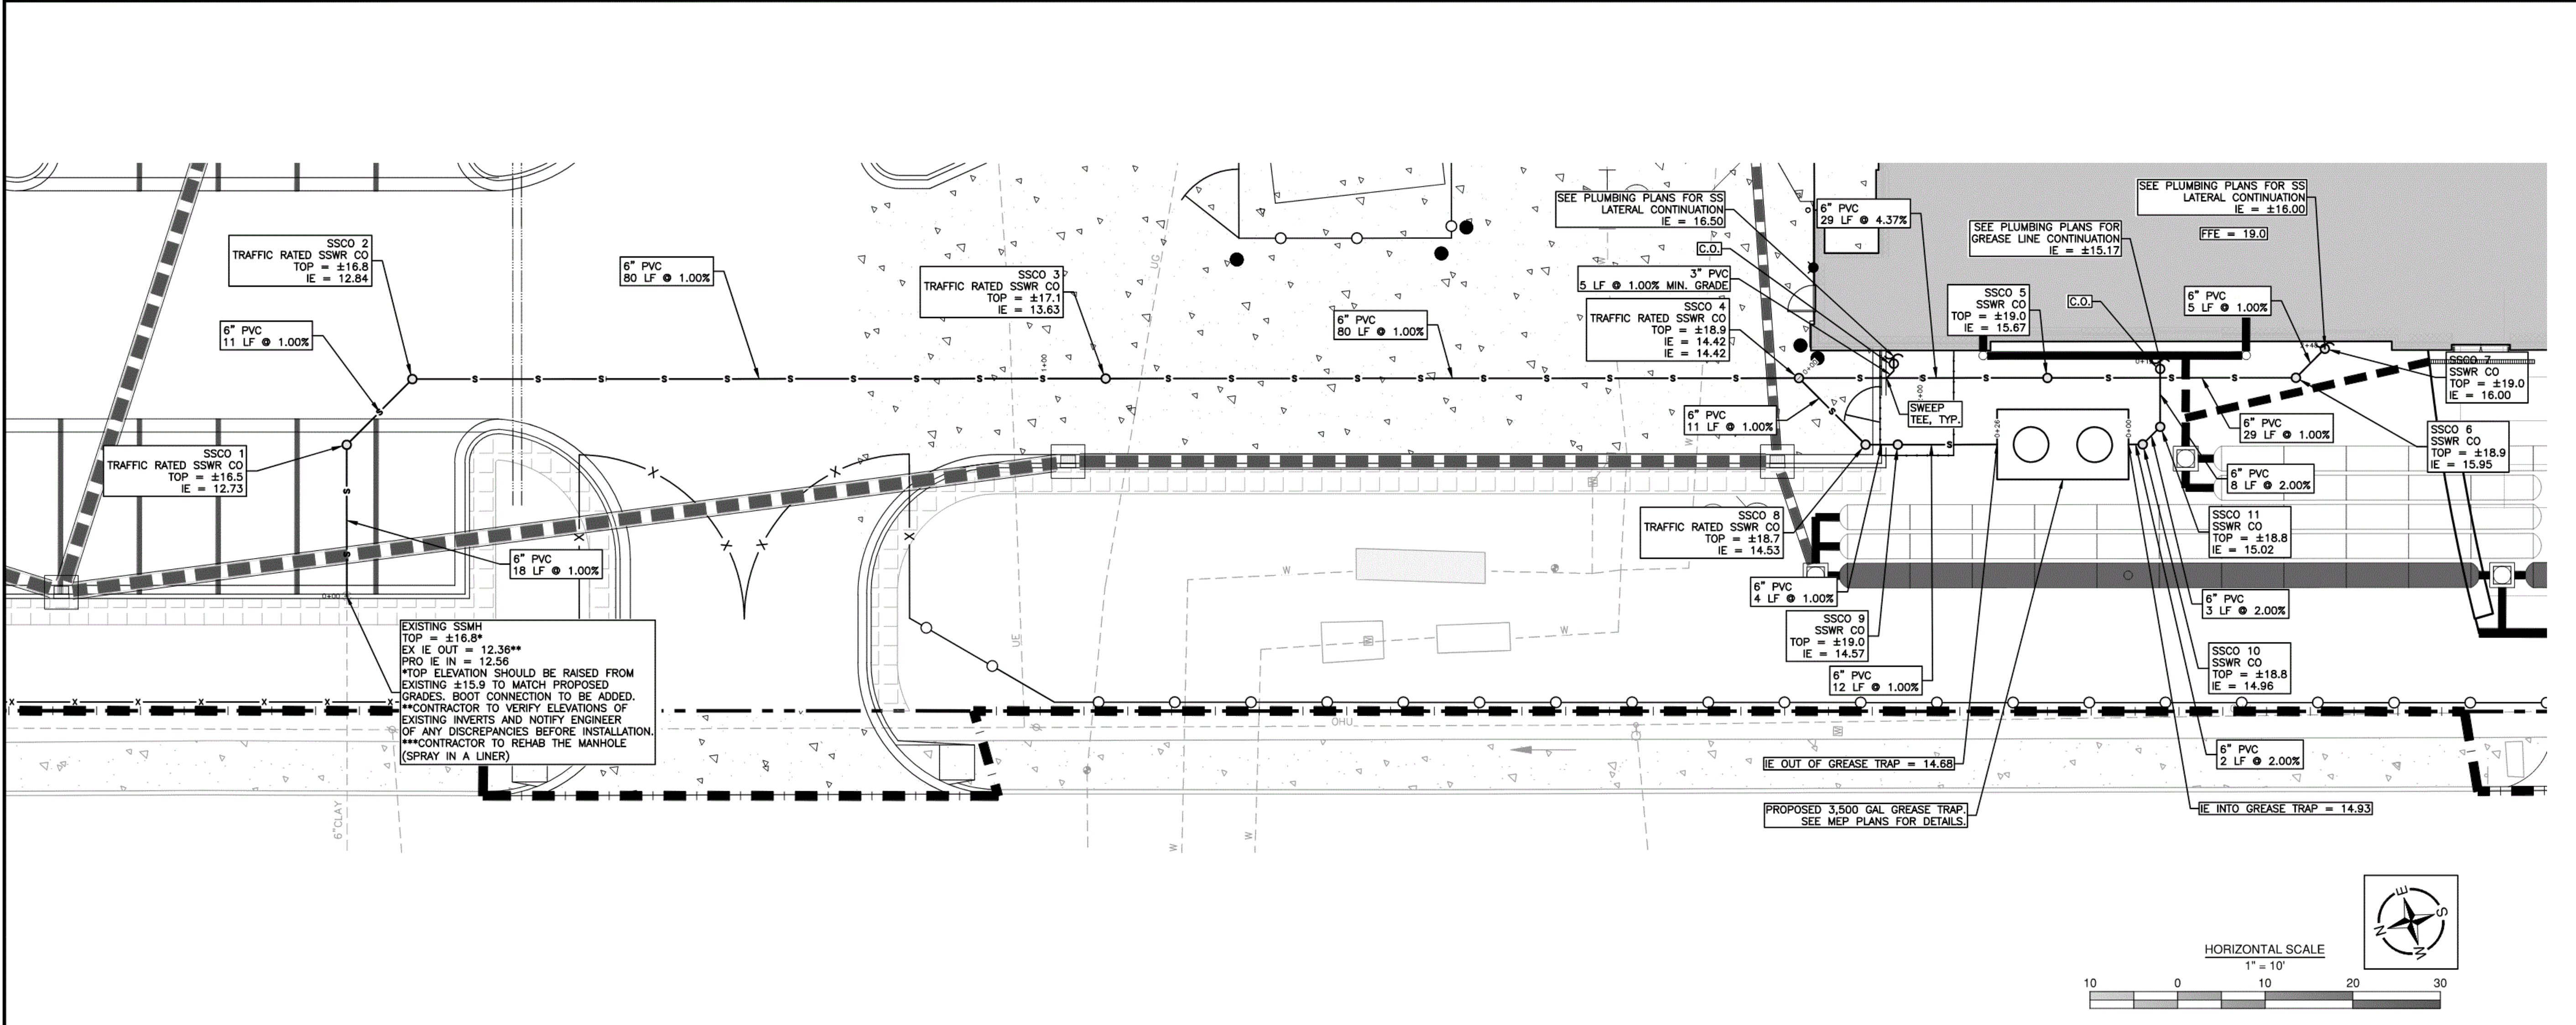 SEE PLUMBING PLANS FOR SS
LATERAL CONTINUATION
IE = 16.50
C.O.
3" PVC
5 LF @ 1.00% MIN. GRADE
6" PVC
29 LF @ 4.37%
SEE PLUMBING PLANS FOR
GREASE LINE CONTINUATION
IE = ±15.17
SEE PLUMBING PLANS FOR SS
LATERAL CONTINUATION
IE = ±16.00
FFE = 19.0
SSCO 2
TRAFFIC RATED SSWR CO
TOP = ±16.8
IE = 12.84
6" PVC
80 LF @ 1.00%
SSCO 3
TRAFFIC RATED SSWR CO
TOP = ±17.1
IE = 13.63
6" PVC
80 LF @ 1.00%
SSCO 4
TRAFFIC RATED SSWR CO
TOP = ±18.9
IE = 14.42
IE = 14.42
SSCO 5
SSWR CO
TOP = ±19.0
IE = 15.67
C.O.
6" PVC
5 LF @ 1.00%
6" PVC
11 LF @ 1.00%
SSCO 7
SSWR CO
TOP = ±19.0
IE = 16.00
SSCO 1
TRAFFIC RATED SSWR CO
TOP = ±16.5
IE = 12.73
6" PVC
11 LF @ 1.00%
SWEEP
TEE, TYP.
6" PVC
29 LF @ 1.00%
SSCO 6
SSWR CO
TOP = ±18.9
IE = 15.95
6" PVC
8 LF @ 2.00%
6" PVC
18 LF @ 1.00%
SSCO 8
TRAFFIC RATED SSWR CO
TOP = ±18.7
IE = 14.53
SSCO 11
SSWR CO
TOP = ±18.8
IE = 15.02
6" PVC
4 LF @ 1.00%
6" PVC
3 LF @ 2.00%
SSCO 9
SSWR CO
TOP = ±19.0
IE = 14.57
6" PVC
12 LF @ 1.00%
SSCO 10
SSWR CO
TOP = ±18.8
IE = 14.96
6" PVC
2 LF @ 2.00%
EXISTING SSMH
TOP = ±16.8*
EX IE OUT = 12.36**
PRO IE IN = 12.56
*TOP ELEVATION SHOULD BE RAISED FROM
EXISTING ±15.9 TO MATCH PROPOSED
GRADES. BOOT CONNECTION TO BE ADDED.
**CONTRACTOR TO VERIFY ELEVATIONS OF
EXISTING INVERTS AND NOTIFY ENGINEER
OF ANY DISCREPANCIES BEFORE INSTALLATION.
***CONTRACTOR TO REHAB THE MANHOLE
(SPRAY IN A LINER)
IE OUT OF GREASE TRAP = 14.68
PROPOSED 3,500 GAL GREASE TRAP.
SEE MEP PLANS FOR DETAILS.
IE INTO GREASE TRAP = 14.93
0+00
1+00
0+00
2+00
0+26
0+00
UG
UE
OHU
6"CLAY
W
W
W
W
W
N
E
S
W
HORIZONTAL SCALE
1" = 10'
10 0 10 20 30